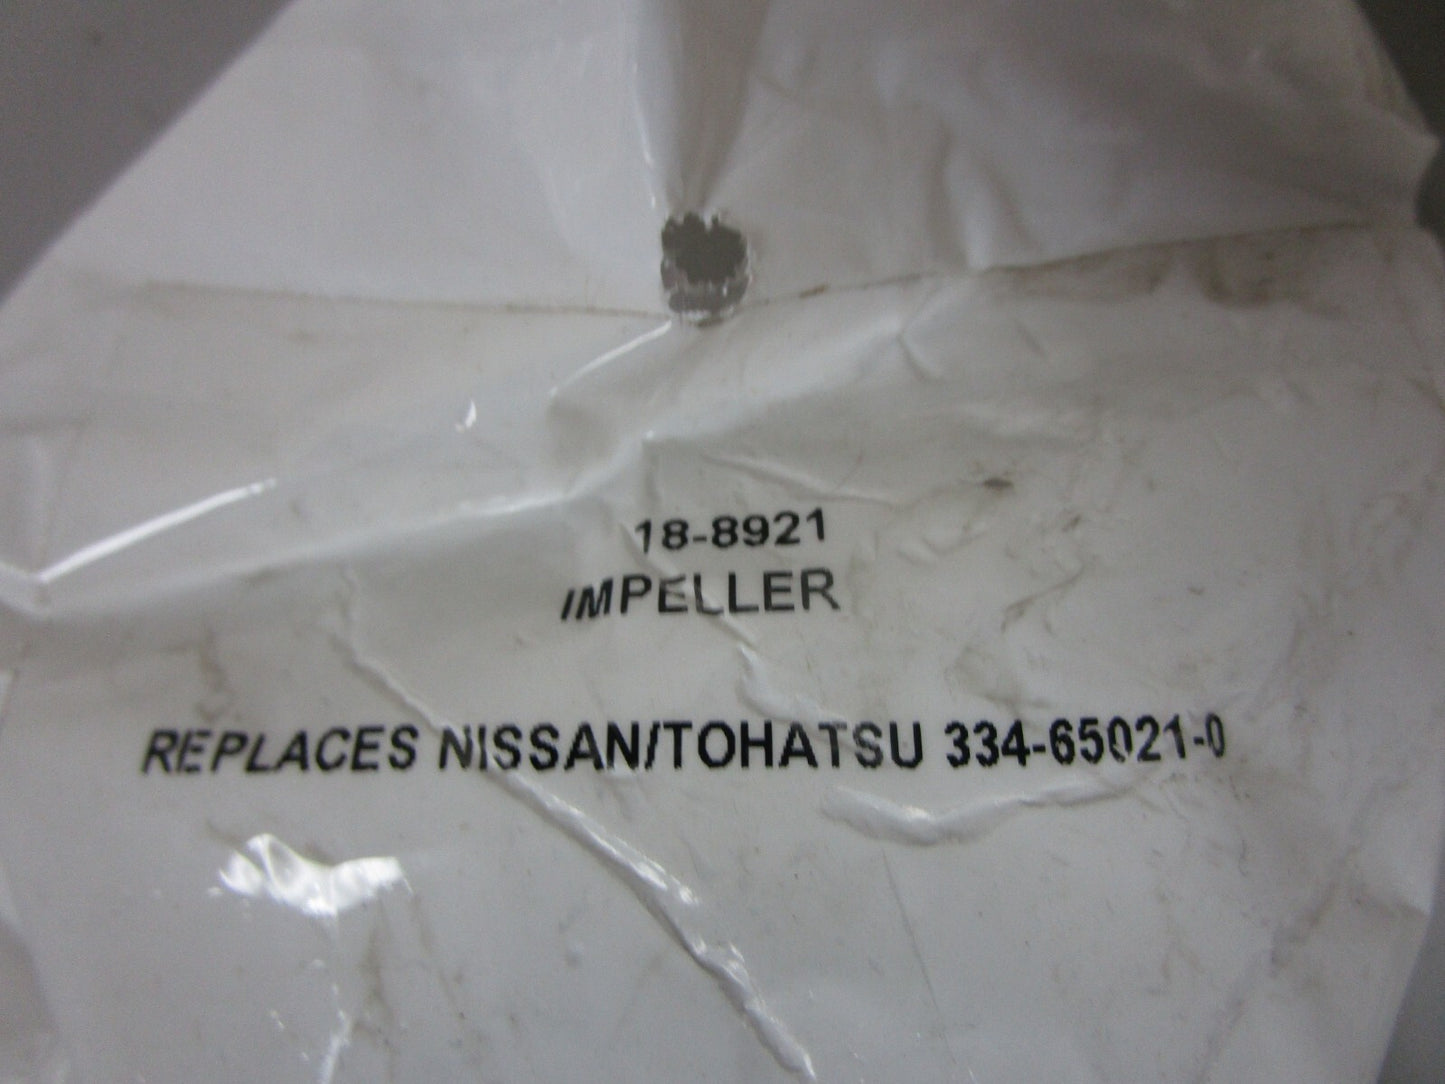 18-8921
IMPELLER
REPLACES NISSAN/TOHATSU 334-65021-0